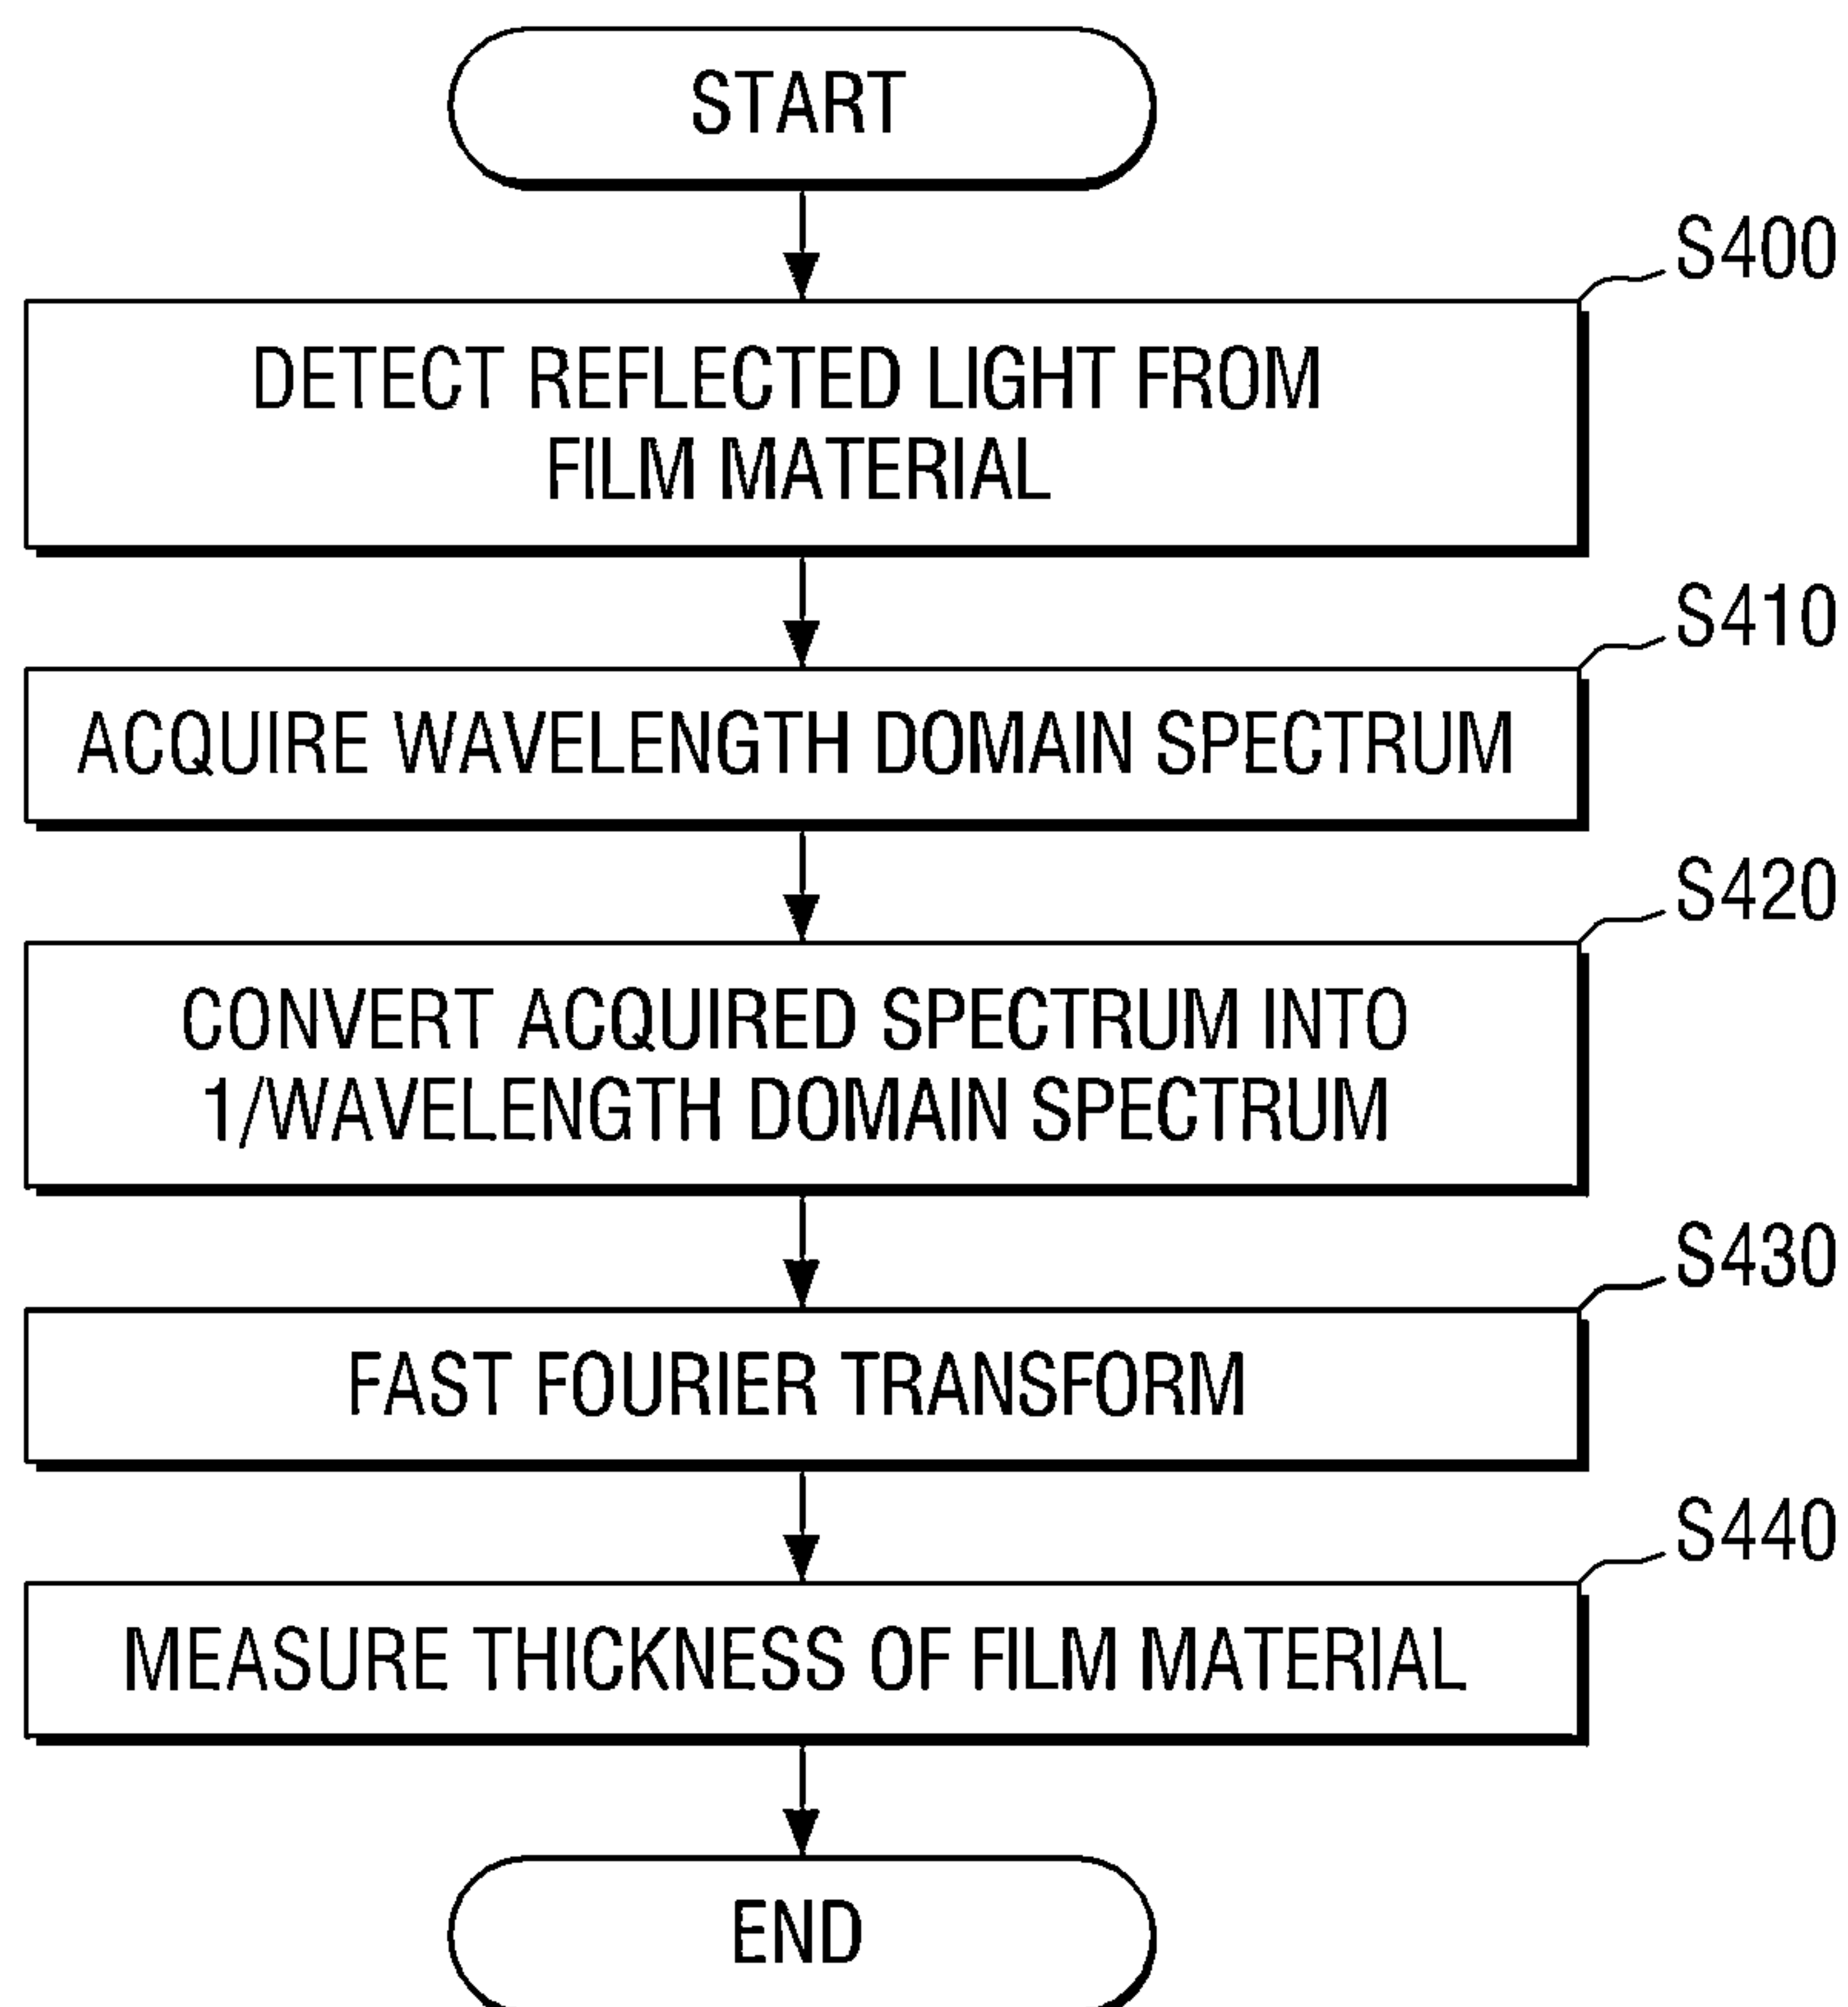 START
S400
DETECT REFLECTED LIGHT FROM
FILM MATERIAL
S410
ACQUIRE WAVELENGTH DOMAIN SPECTRUM
S420
CONVERT ACQUIRED SPECTRUM INTO
1/WAVELENGTH DOMAIN SPECTRUM
S430
FAST FOURIER TRANSFORM
S440
MEASURE THICKNESS OF FILM MATERIAL
END